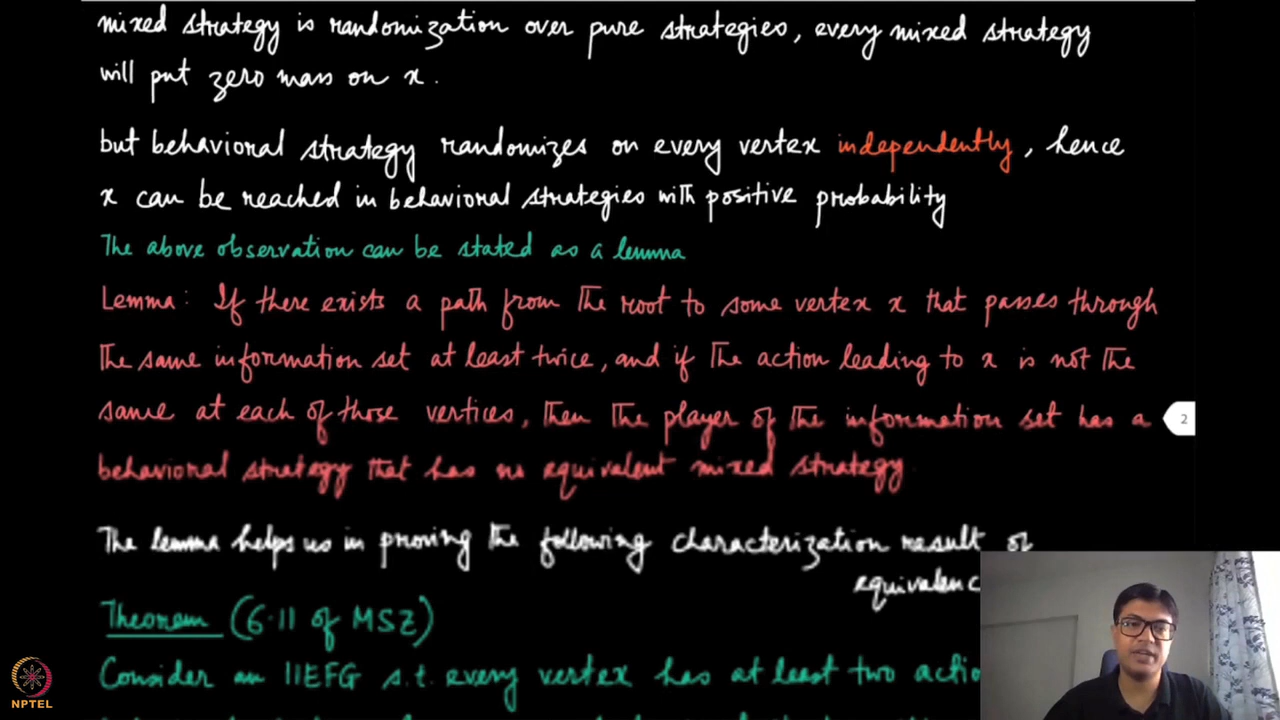 mixed strategy is randomization over pure strategies, every mixed strategy
will put zero mass on x.
but behavioral strategy randomizes on every vertex independently, hence
x can be reached in behavioral strategies with positive probability
The above observation can be stated as a lemma
Lemma: If there exists a path from the root to some vertex x that passes through
the same information set at least twice, and if the action leading to x is not the
same at each of those vertices, then the player of the information set has a
behavioral strategy that has no equivalent mixed strategy
2
The lemma helps us in proving the following characterization result of
equivalenc
Theorem (6.11 of MSZ)
Consider an IIEFG s.t. every vertex has at least two actio
NPTEL